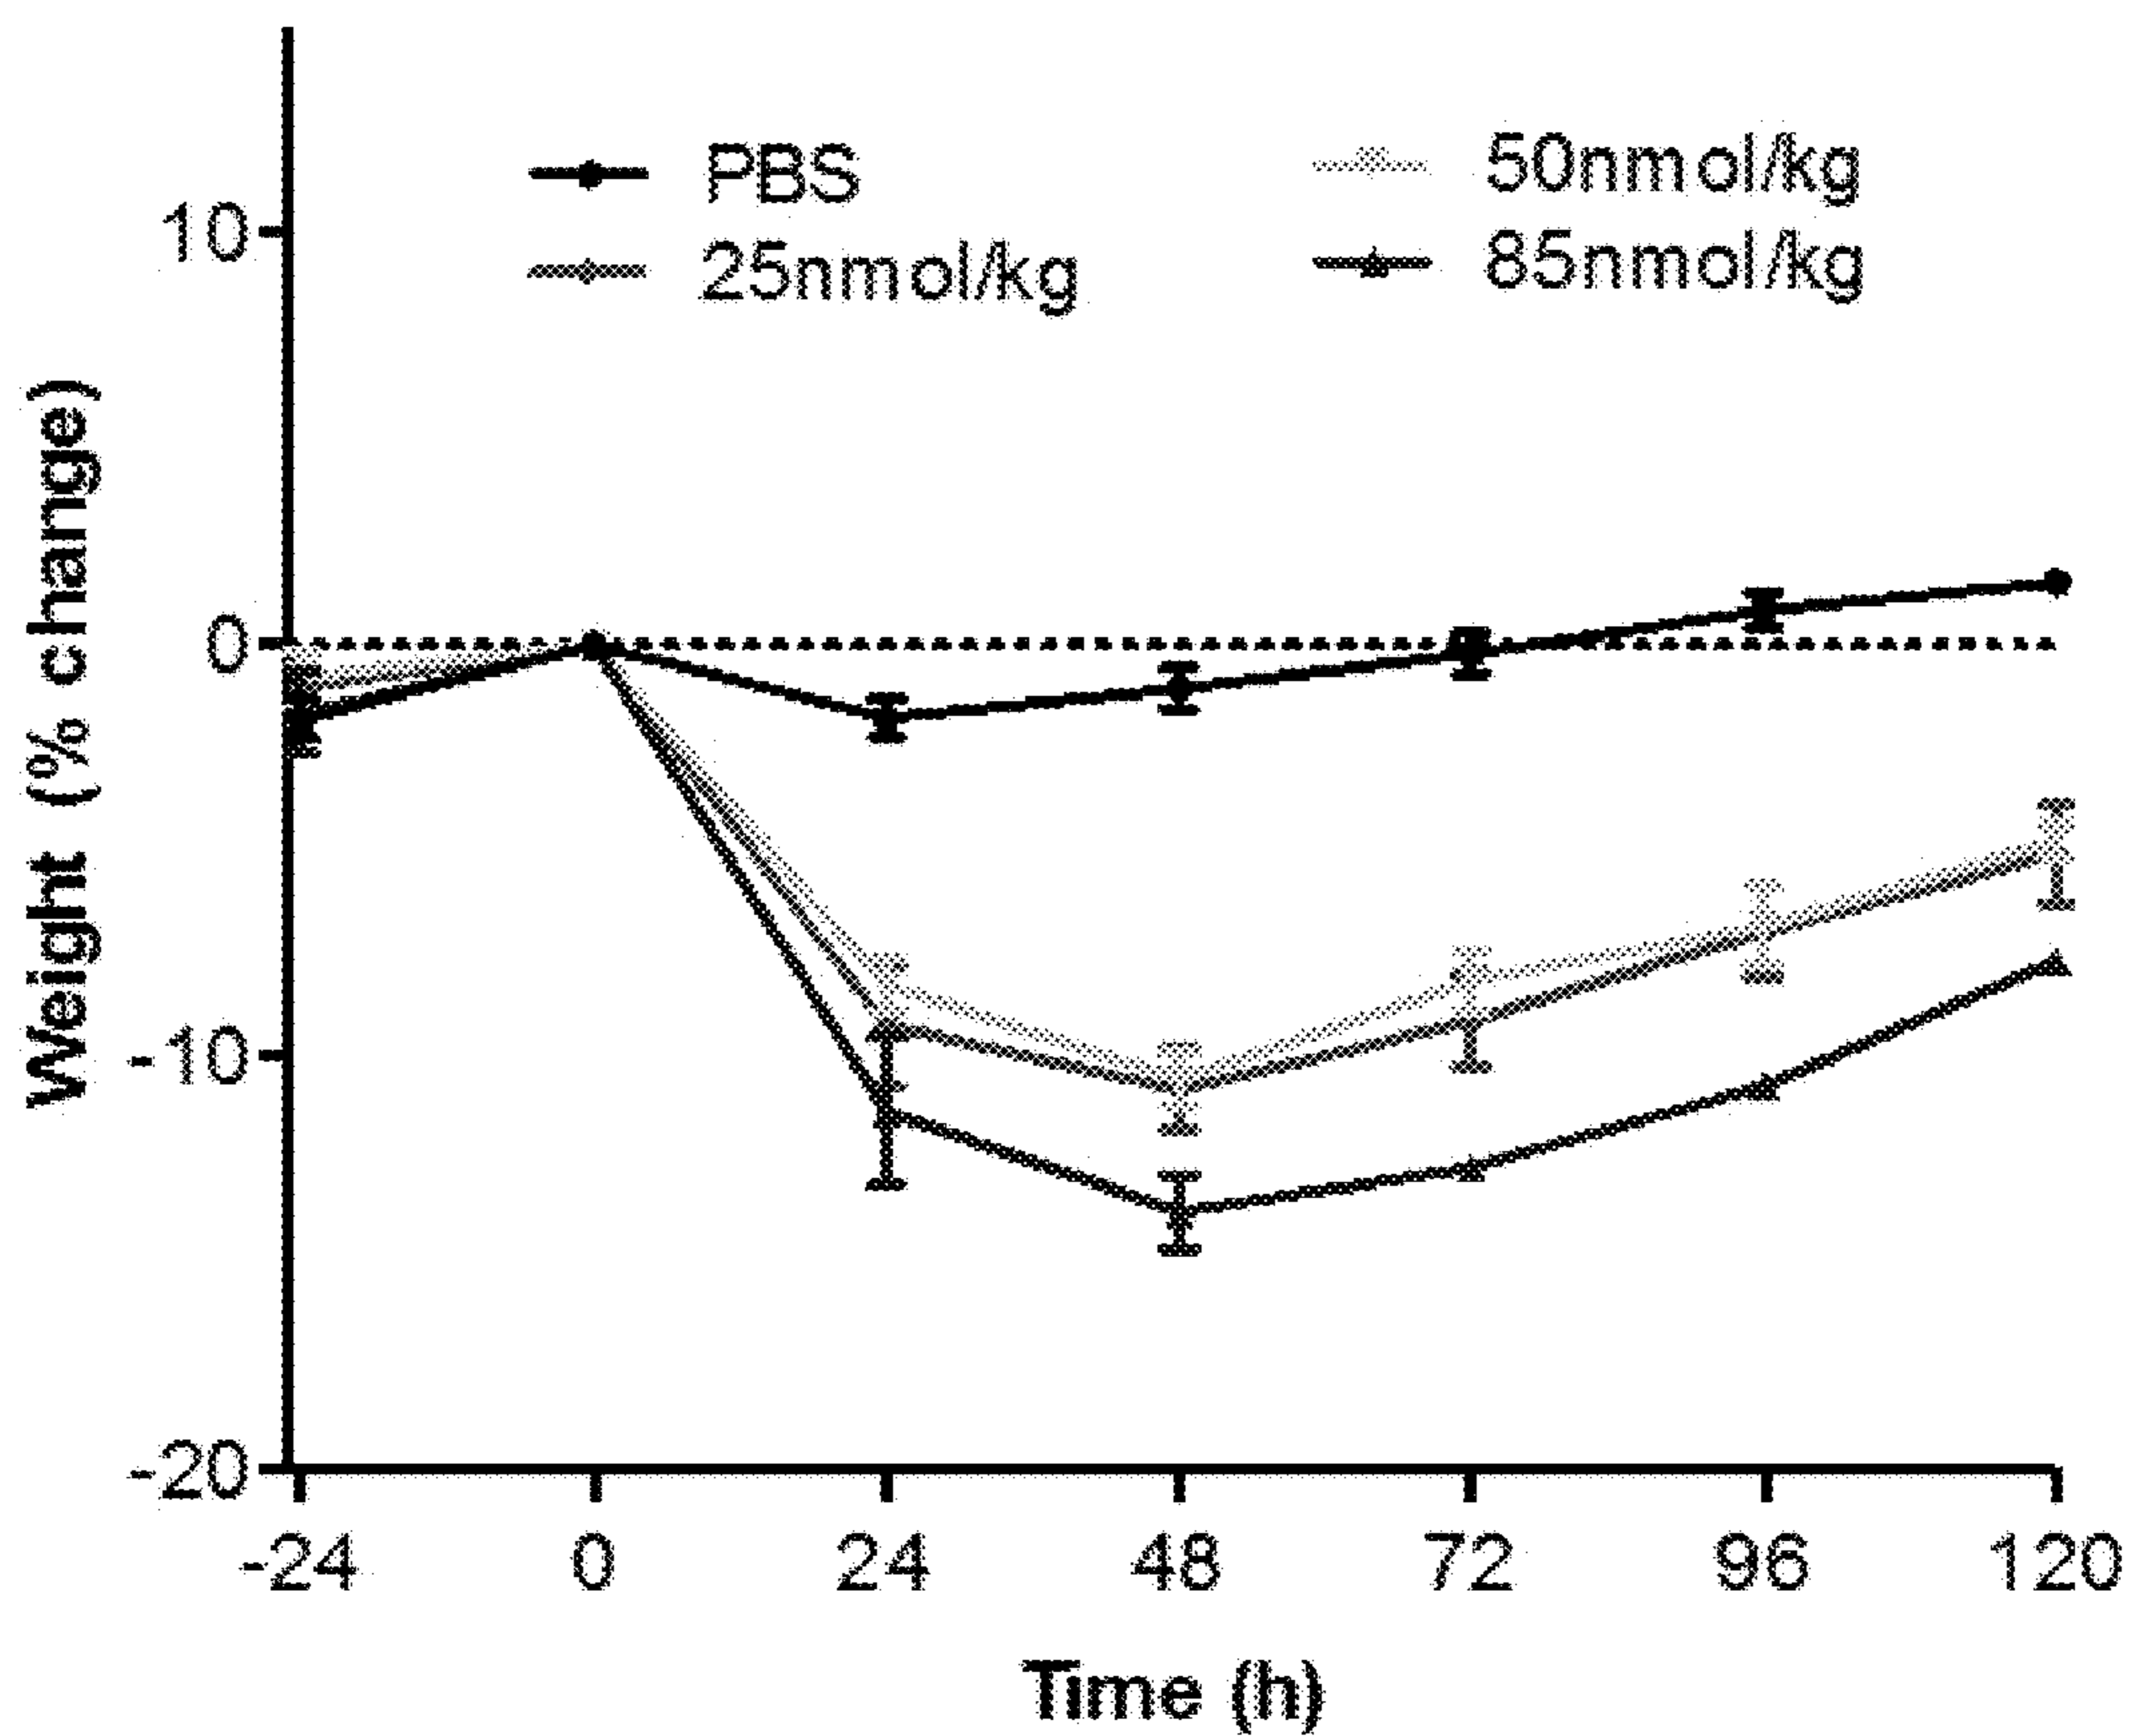 PBS
25nmol/kg
50nmol/kg
85nmol/kg
Weight (% change)
10
0
-10
-20
-24 0 24 48 72 96 120
Time (h)